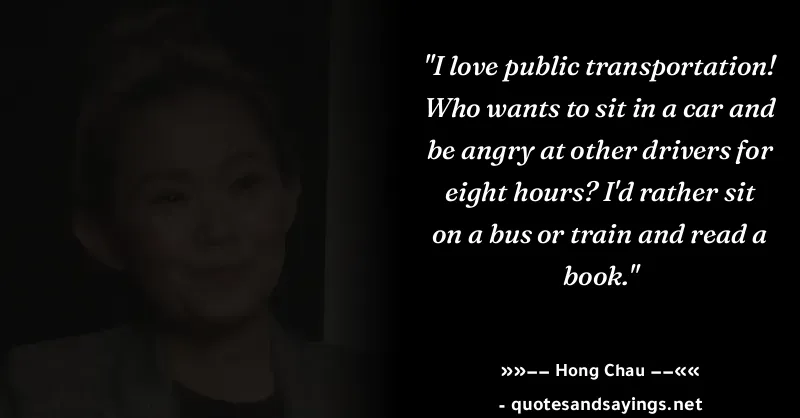 "I love public transportation!
Who wants to sit in a car and
be angry at other drivers for
eight hours? I'd rather sit
on a bus or train and read a
book."
»»–– Hong Chau ––««
- quotesandsayings.net